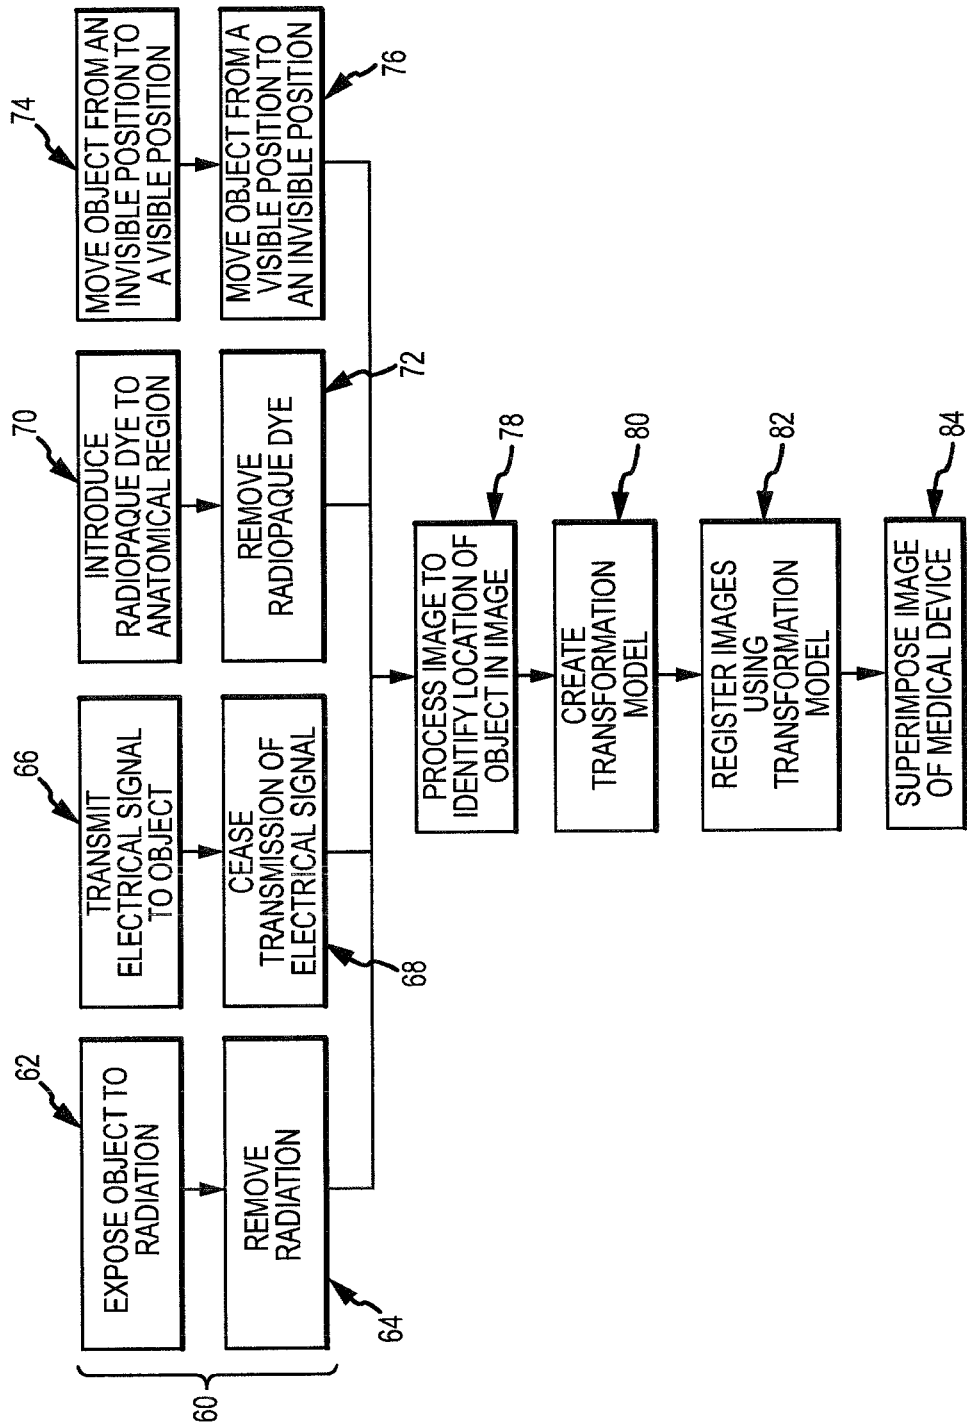 60
62
EXPOSE OBJECT TO
RADIATION
64
REMOVE
RADIATION
66
TRANSMIT
ELECTRICAL SIGNAL
TO OBJECT
68
CEASE
TRANSMISSION OF
ELECTRICAL SIGNAL
70
INTRODUCE
RADIOPAQUE DYE TO
ANATOMICAL REGION
72
REMOVE
RADIOPAQUE DYE
74
MOVE OBJECT FROM AN
INVISIBLE POSITION TO
A VISIBLE POSITION
76
MOVE OBJECT FROM A
VISIBLE POSITION TO
AN INVISIBLE POSITION
78
PROCESS IMAGE TO
IDENTIFY LOCATION OF
OBJECT IN IMAGE
80
CREATE
TRANSFORMATION
MODEL
82
REGISTER IMAGES
USING
TRANSFORMATION
MODEL
84
SUPERIMPOSE IMAGE
OF MEDICAL DEVICE